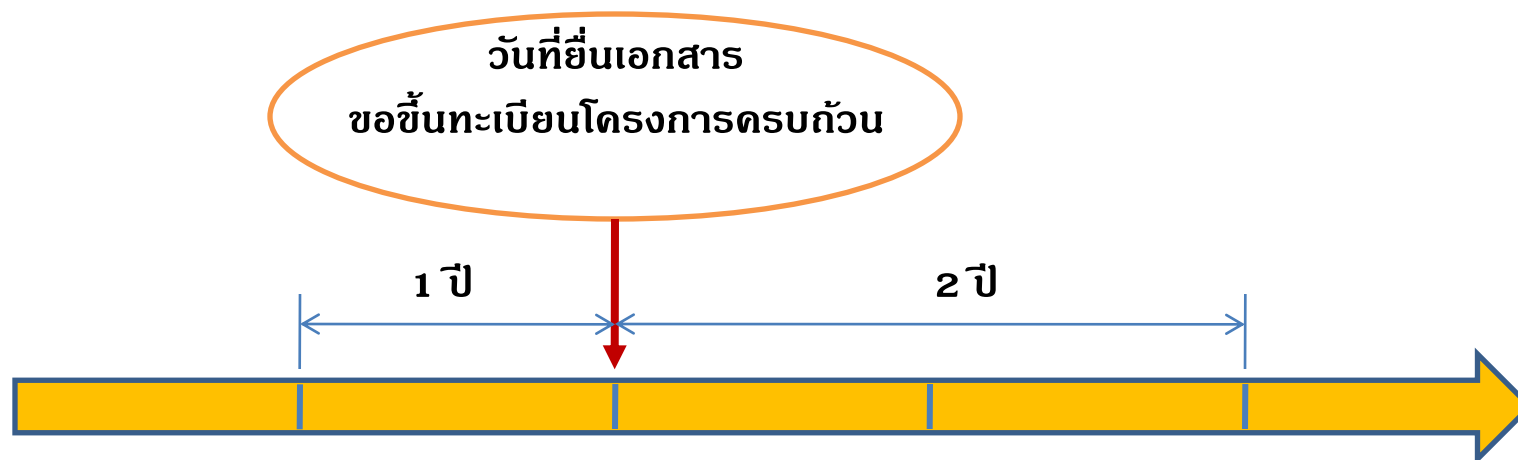 วันที่ยื่นเอกสาร
ขอขึ้นทะเบียนโครงการครบถ้วน
1 ปี
2 ปี